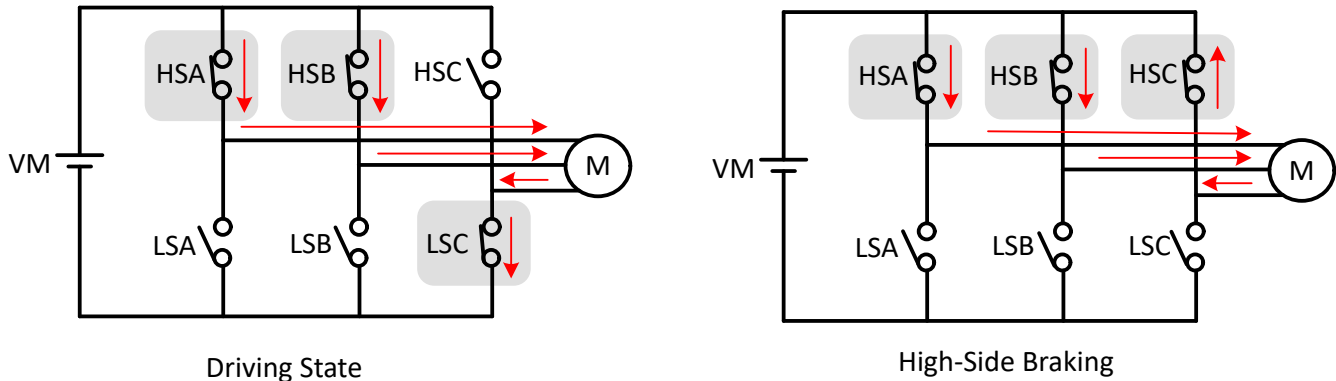 HSA HSB HSC
VM M
LSA LSB LSC
Driving State
HSA HSB HSC
VM M
LSA LSB LSC
High-Side Braking